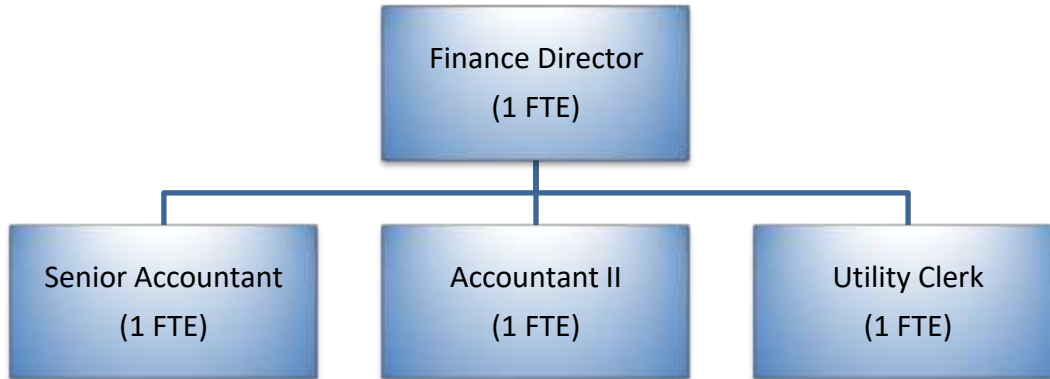 Finance Director
(1 FTE)
Senior Accountant
(1 FTE)
Accountant II
(1 FTE)
Utility Clerk
(1 FTE)